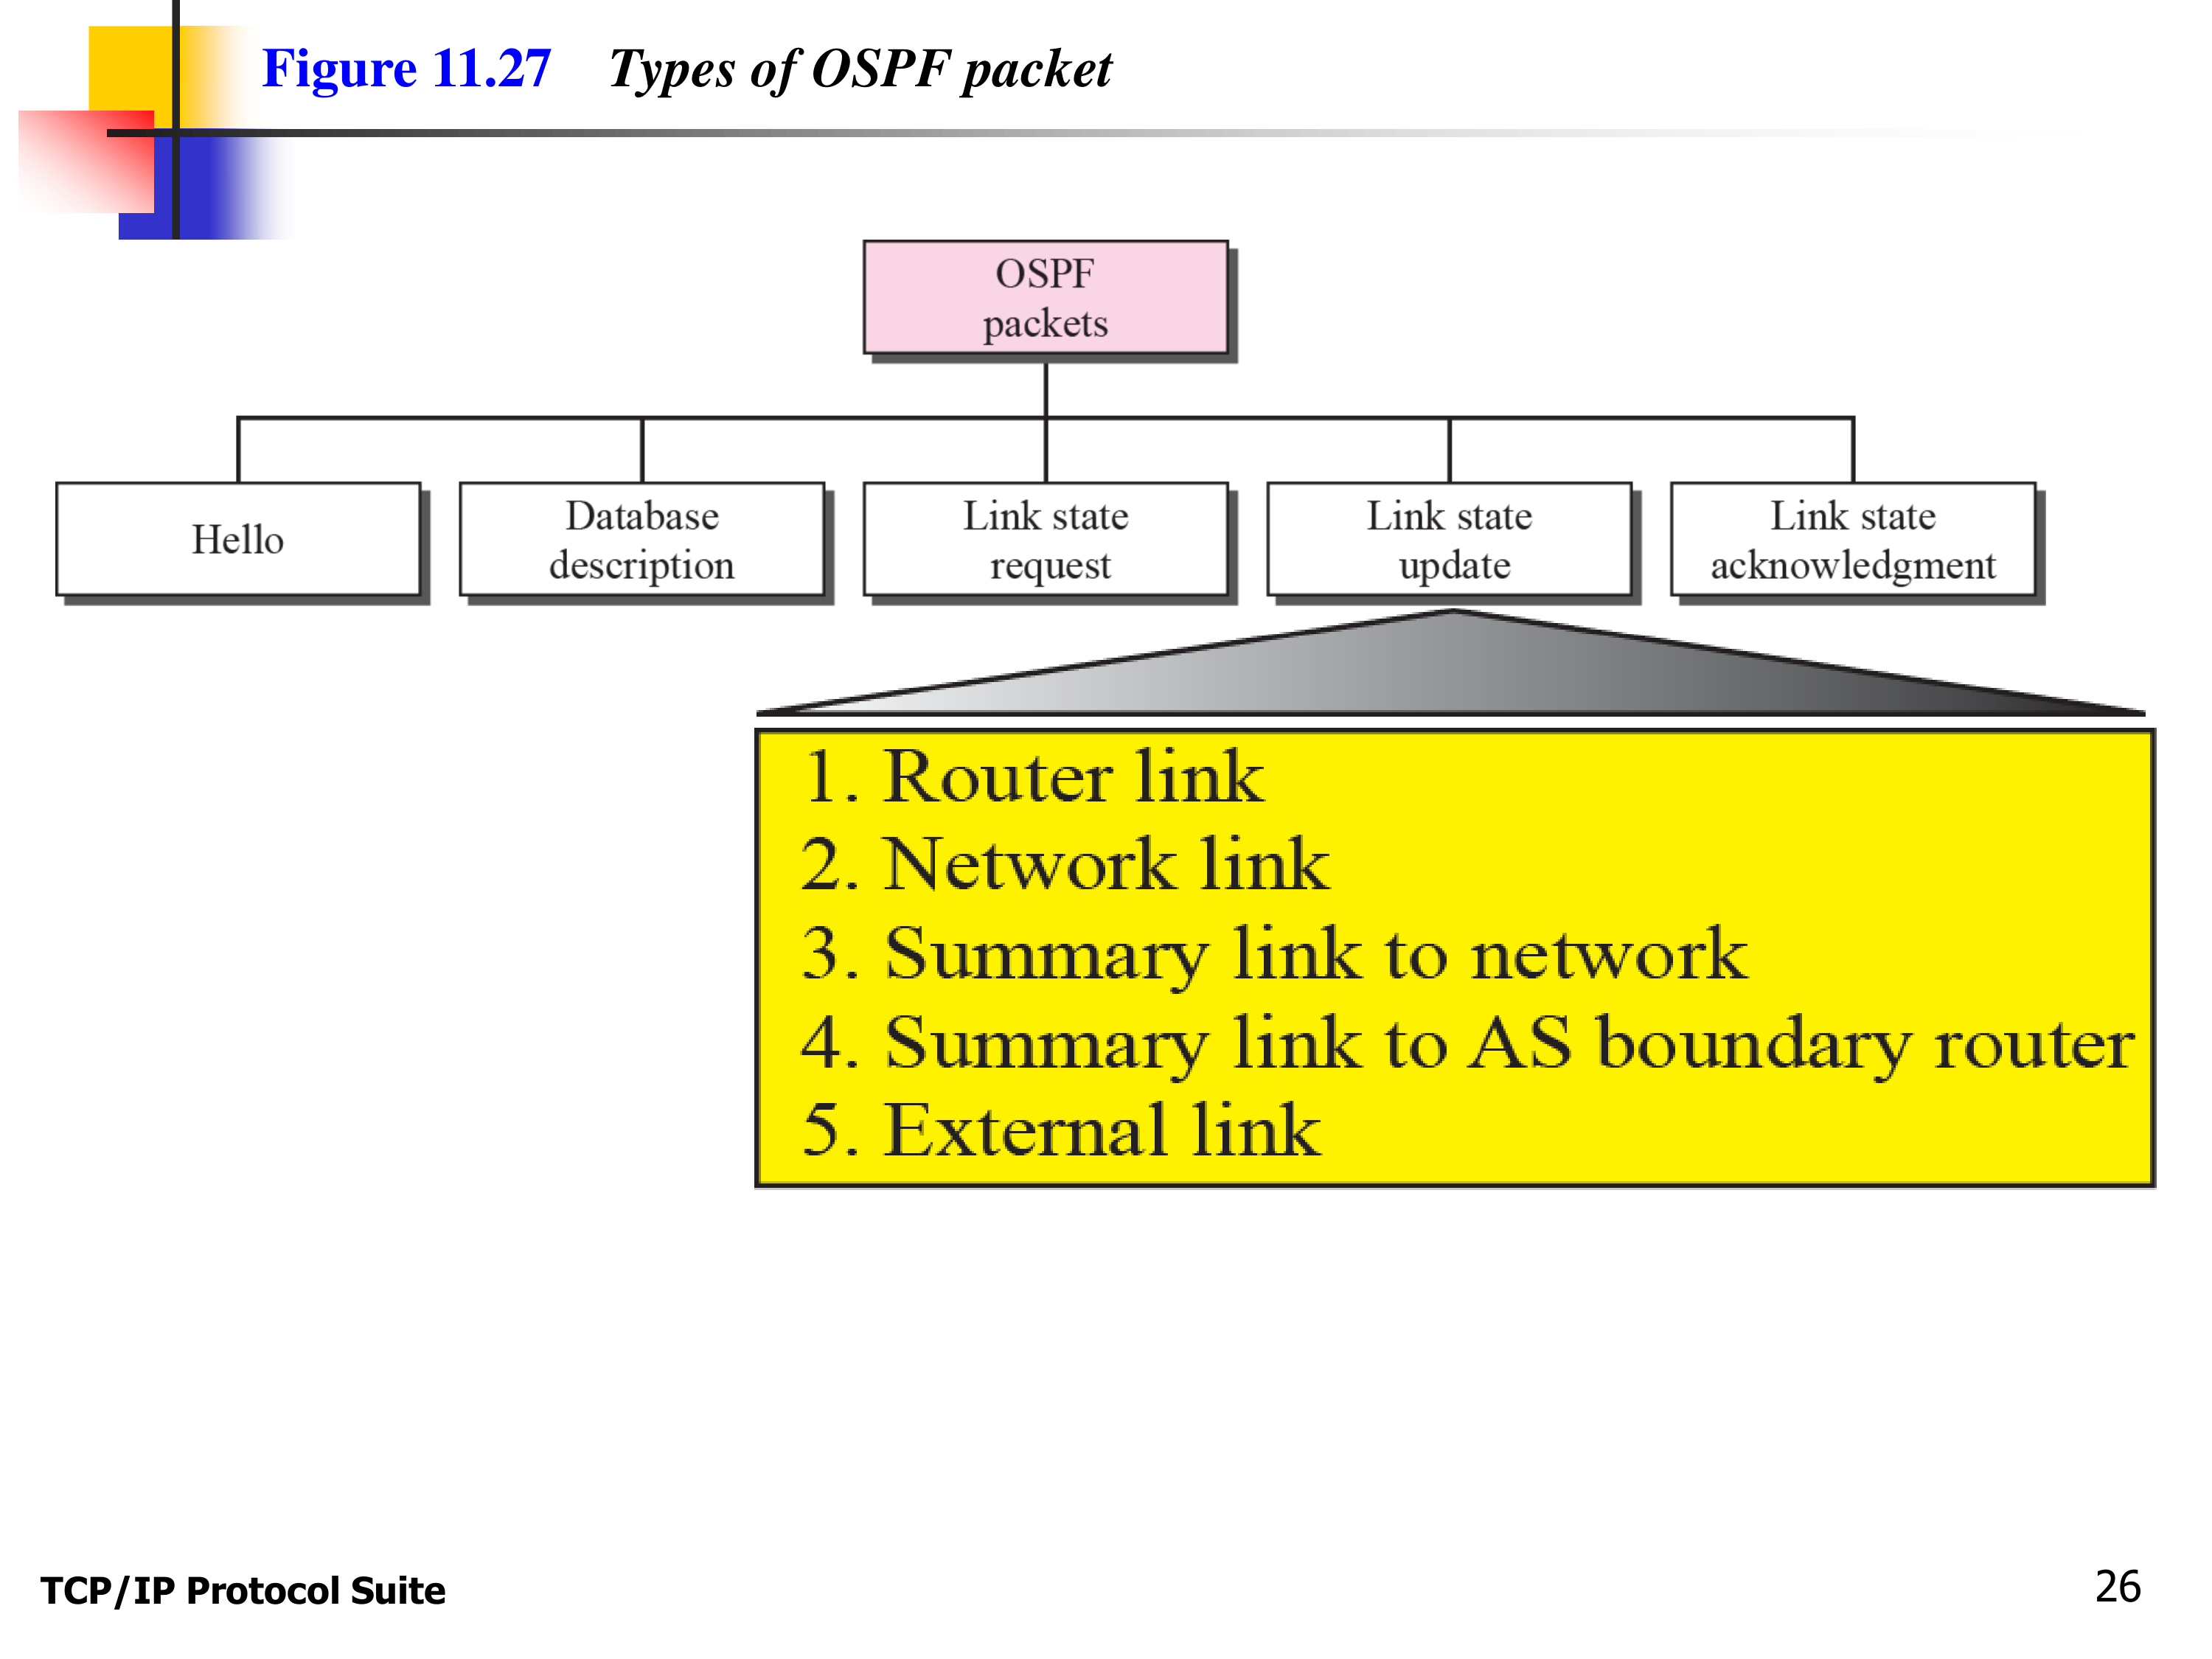 Figure 11.27 Types of OSPF packet
OSPF
packets
Hello
Database
description
Link state
request
Link state
update
Link state
acknowledgment
1. Router link
2. Network link
3. Summary link to network
4. Summary link to AS boundary router
5. External link
TCP/IP Protocol Suite
26